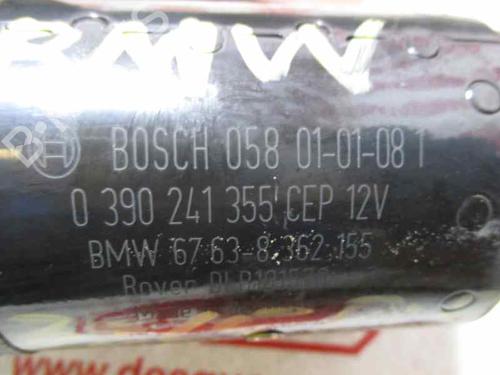 BMW
BOSCH 058 01-01-08 1
0 390 241 355 CEP 12V
BMW 67 63-8 362 155
Rover